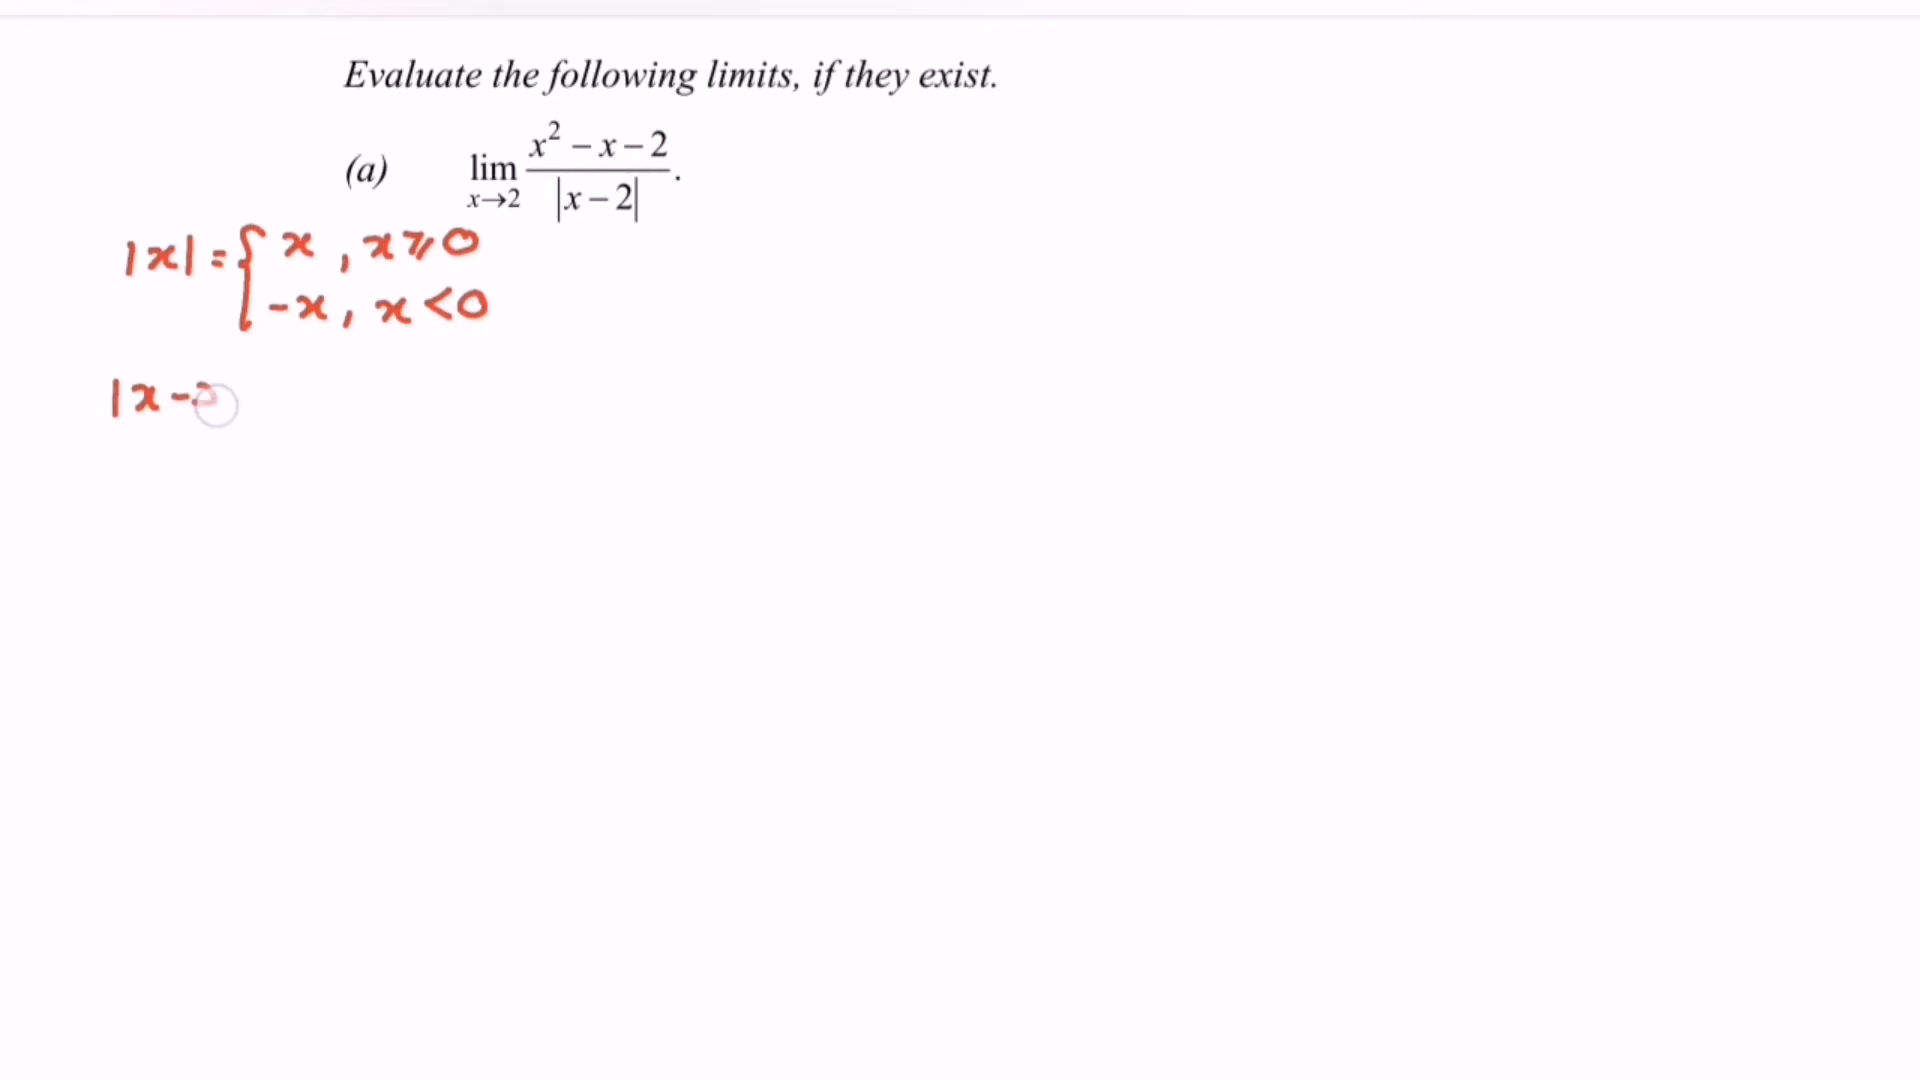 Evaluate the following limits, if they exist.
(a) lim x→2 x² − x − 2 / |x − 2| .
|x| = { x , x ⩾ 0
−x , x < 0
|x −